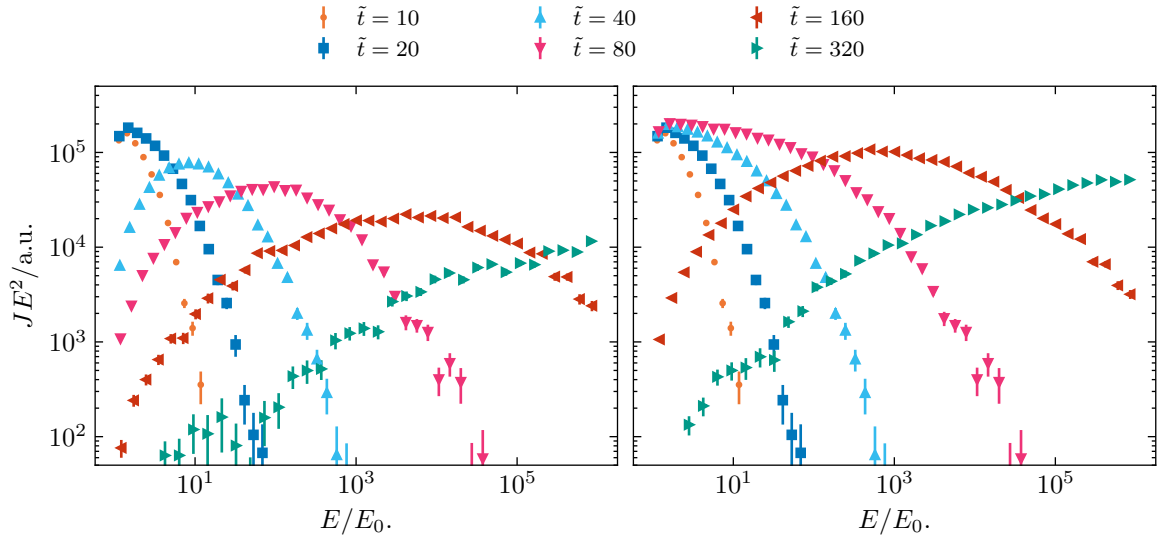 t̃ = 10 t̃ = 40 t̃ = 160
t̃ = 20 t̃ = 80 t̃ = 320
JE²/a.u.
10⁵
10⁴
10³
10²
10¹ 10³ 10⁵ 10¹ 10³ 10⁵
E/E₀. E/E₀.